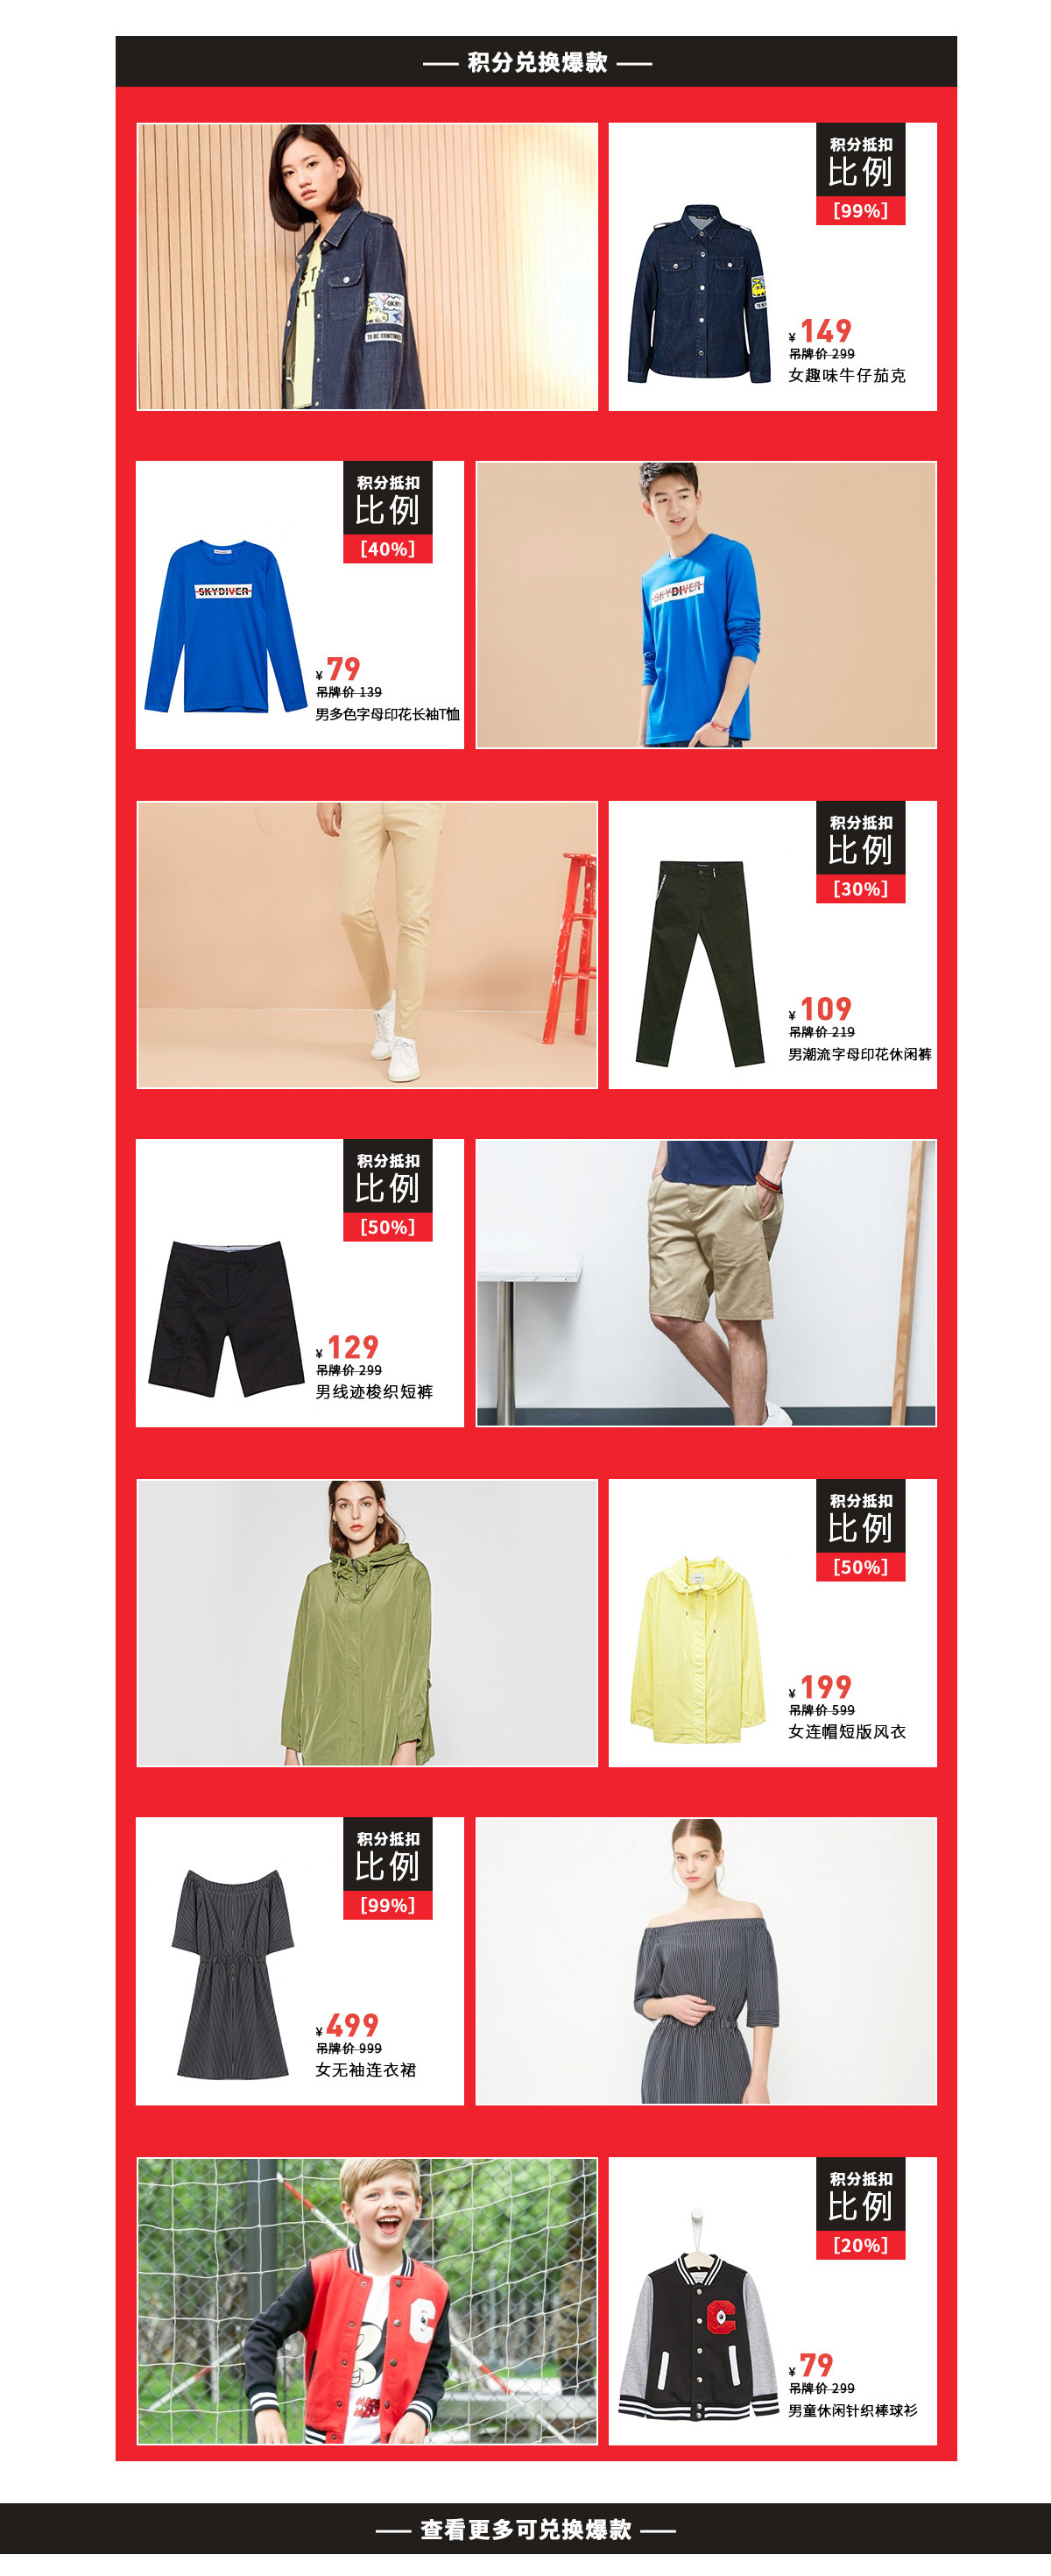 积分兑换爆款
积分抵扣
比例
[99%]
OKAY
TO BE CONTINUED
¥ 149
吊牌价 299
女趣味牛仔茄克
积分抵扣
比例
[40%]
SKYDIVER
SKYDIVER
¥ 79
吊牌价 139
男多色字母印花长袖T恤
积分抵扣
比例
[30%]
¥ 109
吊牌价 219
男潮流字母印花休闲裤
积分抵扣
比例
[50%]
¥ 129
吊牌价 299
男线迹梭织短裤
积分抵扣
比例
[50%]
¥ 199
吊牌价 599
女连帽短版风衣
积分抵扣
比例
[99%]
¥ 499
吊牌价 999
女无袖连衣裙
积分抵扣
比例
[20%]
C
C
¥ 79
吊牌价 299
男童休闲针织棒球衫
查看更多可兑换爆款